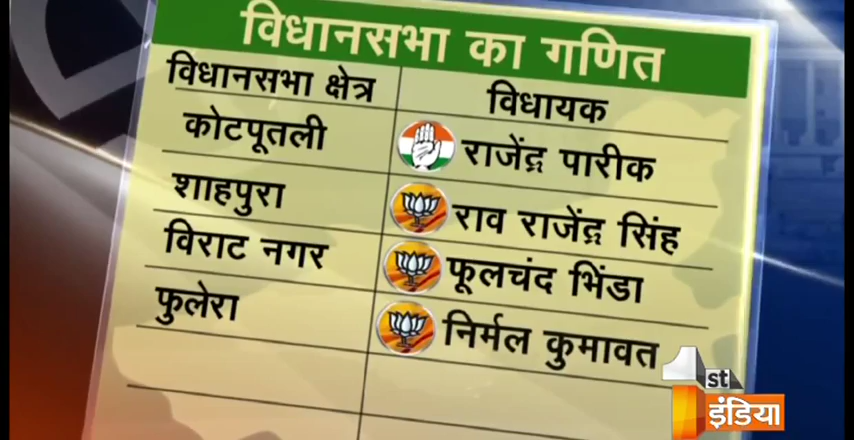 विधानसभा का गणित
विधानसभा क्षेत्र विधायक
कोटपूतली राजेंद्र पारीक
शाहपुरा राव राजेंद्र सिंह
विराट नगर फूलचंद भिंडा
फुलेरा निर्मल कुमावत
1st
इंडिया